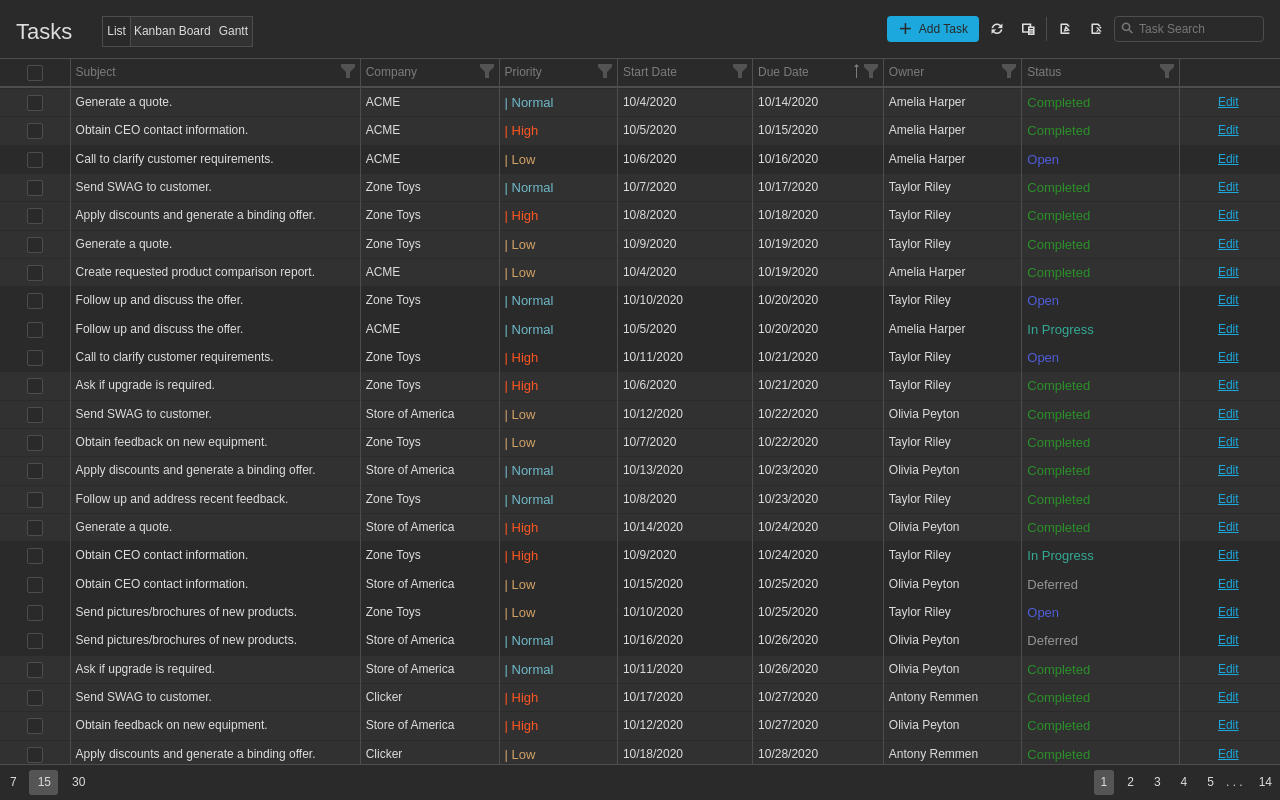 Tasks List Kanban Board Gantt Add Task Task Search
Subject Company Priority Start Date Due Date Owner Status
Generate a quote. ACME | Normal 10/4/2020 10/14/2020 Amelia Harper Completed Edit
Obtain CEO contact information. ACME | High 10/5/2020 10/15/2020 Amelia Harper Completed Edit
Call to clarify customer requirements. ACME | Low 10/6/2020 10/16/2020 Amelia Harper Open Edit
Send SWAG to customer. Zone Toys | Normal 10/7/2020 10/17/2020 Taylor Riley Completed Edit
Apply discounts and generate a binding offer. Zone Toys | High 10/8/2020 10/18/2020 Taylor Riley Completed Edit
Generate a quote. Zone Toys | Low 10/9/2020 10/19/2020 Taylor Riley Completed Edit
Create requested product comparison report. ACME | Low 10/4/2020 10/19/2020 Amelia Harper Completed Edit
Follow up and discuss the offer. Zone Toys | Normal 10/10/2020 10/20/2020 Taylor Riley Open Edit
Follow up and discuss the offer. ACME | Normal 10/5/2020 10/20/2020 Amelia Harper In Progress Edit
Call to clarify customer requirements. Zone Toys | High 10/11/2020 10/21/2020 Taylor Riley Open Edit
Ask if upgrade is required. Zone Toys | High 10/6/2020 10/21/2020 Taylor Riley Completed Edit
Send SWAG to customer. Store of America | Low 10/12/2020 10/22/2020 Olivia Peyton Completed Edit
Obtain feedback on new equipment. Zone Toys | Low 10/7/2020 10/22/2020 Taylor Riley Completed Edit
Apply discounts and generate a binding offer. Store of America | Normal 10/13/2020 10/23/2020 Olivia Peyton Completed Edit
Follow up and address recent feedback. Zone Toys | Normal 10/8/2020 10/23/2020 Taylor Riley Completed Edit
Generate a quote. Store of America | High 10/14/2020 10/24/2020 Olivia Peyton Completed Edit
Obtain CEO contact information. Zone Toys | High 10/9/2020 10/24/2020 Taylor Riley In Progress Edit
Obtain CEO contact information. Store of America | Low 10/15/2020 10/25/2020 Olivia Peyton Deferred Edit
Send pictures/brochures of new products. Zone Toys | Low 10/10/2020 10/25/2020 Taylor Riley Open Edit
Send pictures/brochures of new products. Store of America | Normal 10/16/2020 10/26/2020 Olivia Peyton Deferred Edit
Ask if upgrade is required. Store of America | Normal 10/11/2020 10/26/2020 Olivia Peyton Completed Edit
Send SWAG to customer. Clicker | High 10/17/2020 10/27/2020 Antony Remmen Completed Edit
Obtain feedback on new equipment. Store of America | High 10/12/2020 10/27/2020 Olivia Peyton Completed Edit
Apply discounts and generate a binding offer. Clicker | Low 10/18/2020 10/28/2020 Antony Remmen Completed Edit
7 15 30 1 2 3 4 5 . . . 14